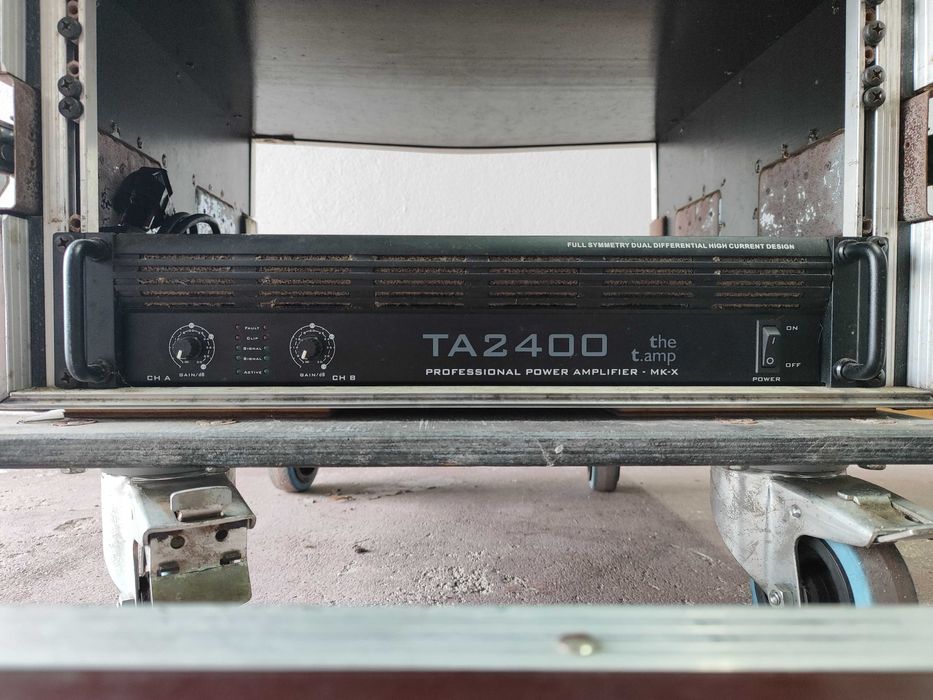 FULL SYMMETRY DUAL DIFFERENTIAL HIGH CURRENT DESIGN
FAULT
CLIP
SIGNAL
SIGNAL
ACTIVE
CH A
GAIN/dB
GAIN/dB
CH B
TA2400
the
t.amp
PROFESSIONAL POWER AMPLIFIER - MK-X
ON
OFF
POWER